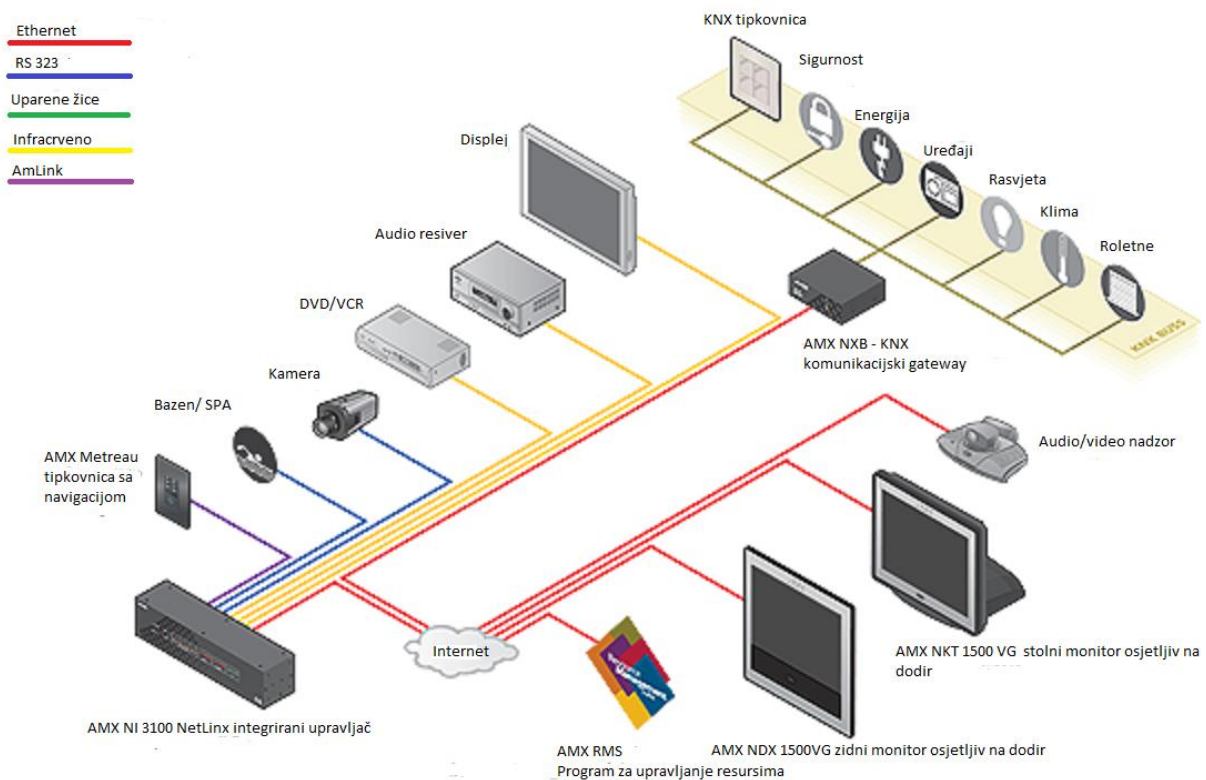 Ethernet
RS 323
Uparene žice
Infracrveno
AmLink
KNX tipkovnica
Sigurnost
Energija
Uređaji
Rasvjeta
Klima
Roletne
KNX BUSS
Displej
Audio resiver
DVD/VCR
Kamera
Bazen/ SPA
AMX Metreau
tipkovnica sa
navigacijom
AMX NXB - KNX
komunikacijski gateway
Audio/video nadzor
Internet
AMX NKT 1500 VG stolni monitor osjetljiv na
dodir
AMX NI 3100 NetLinx integrirani upravljač
Management
AMX RMS
Program za upravljanje resursima
AMX NDX 1500VG zidni monitor osjetljiv na dodir